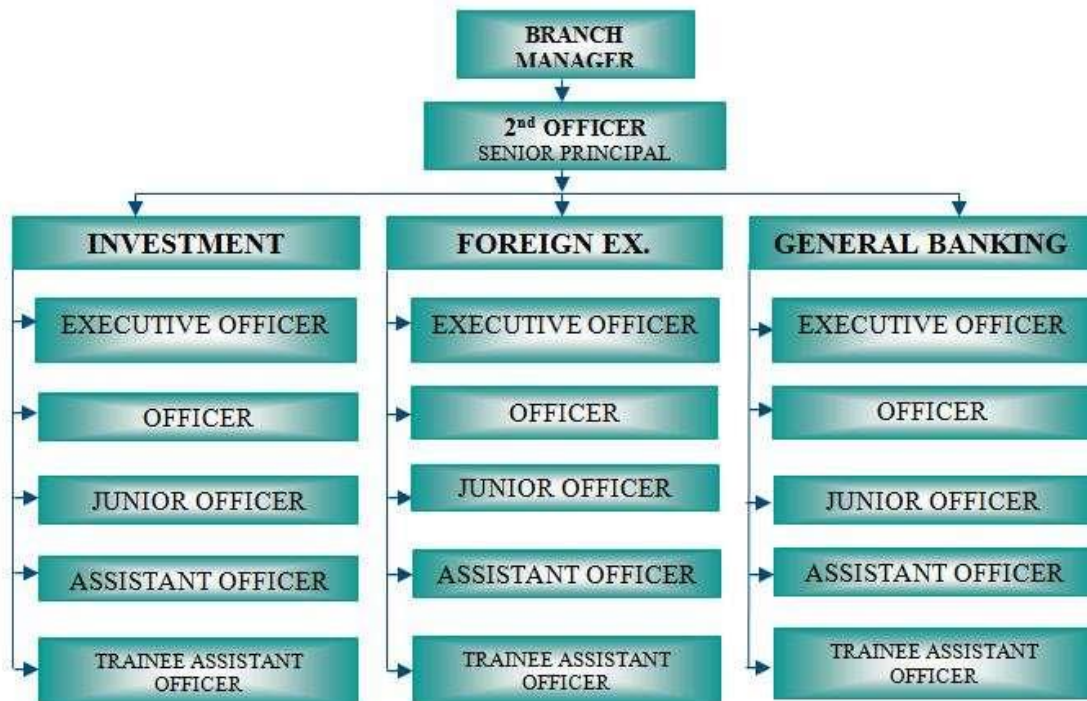 BRANCH
MANAGER
2nd OFFICER
SENIOR PRINCIPAL
INVESTMENT
EXECUTIVE OFFICER
OFFICER
JUNIOR OFFICER
ASSISTANT OFFICER
TRAINEE ASSISTANT
OFFICER
FOREIGN EX.
EXECUTIVE OFFICER
OFFICER
JUNIOR OFFICER
ASSISTANT OFFICER
TRAINEE ASSISTANT
OFFICER
GENERAL BANKING
EXECUTIVE OFFICER
OFFICER
JUNIOR OFFICER
ASSISTANT OFFICER
TRAINEE ASSISTANT
OFFICER